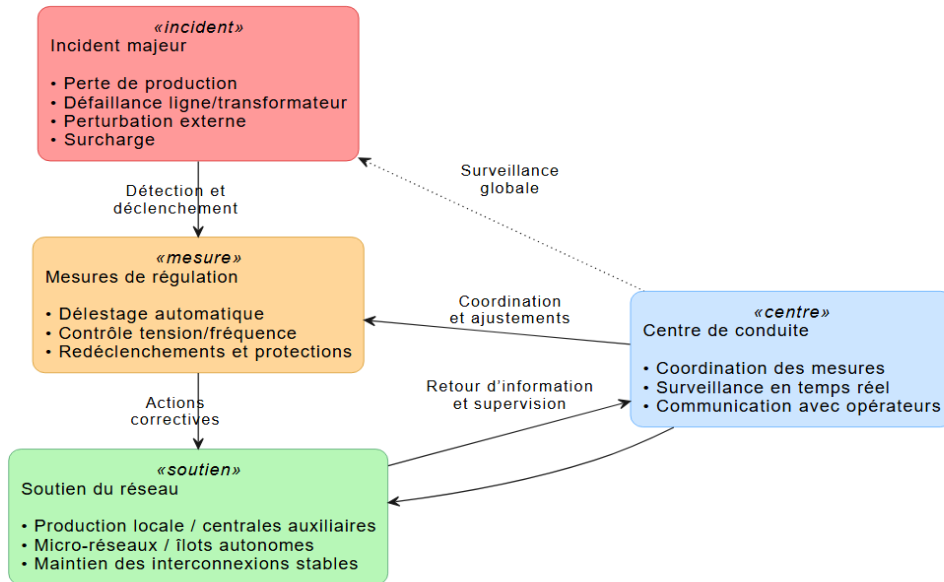 «incident»
Incident majeur
• Perte de production
• Défaillance ligne/transformateur
• Perturbation externe
• Surcharge
Détection et
déclenchement
Surveillance
globale
«mesure»
Mesures de régulation
• Délestage automatique
• Contrôle tension/fréquence
• Redéclenchements et protections
Coordination
et ajustements
«centre»
Centre de conduite
• Coordination des mesures
• Surveillance en temps réel
• Communication avec opérateurs
Actions
correctives
Retour d’information
et supervision
«soutien»
Soutien du réseau
• Production locale / centrales auxiliaires
• Micro-réseaux / îlots autonomes
• Maintien des interconnexions stables